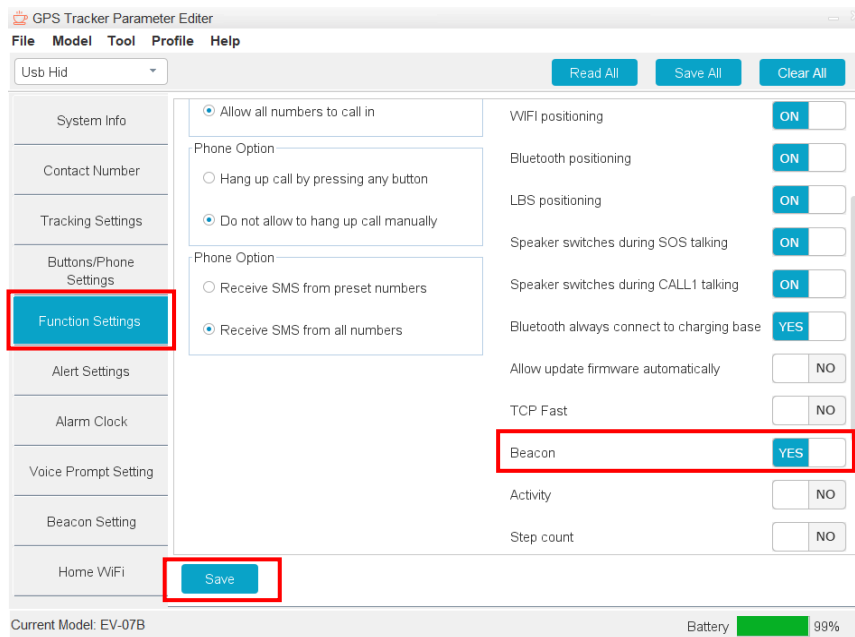 GPS Tracker Parameter Editer
File Model Tool Profile Help
Usb Hid
Read All
Save All
Clear All
System Info
Contact Number
Tracking Settings
Buttons/Phone
Settings
Function Settings
Alert Settings
Alarm Clock
Voice Prompt Setting
Beacon Setting
Home WiFi
Allow all numbers to call in
Phone Option
Hang up call by pressing any button
Do not allow to hang up call manually
Phone Option
Receive SMS from preset numbers
Receive SMS from all numbers
WIFI positioning ON
Bluetooth positioning ON
LBS positioning ON
Speaker switches during SOS talking ON
Speaker switches during CALL1 talking ON
Bluetooth always connect to charging base YES
Allow update firmware automatically NO
TCP Fast NO
Beacon YES
Activity NO
Step count NO
Save
Current Model: EV-07B
Battery 99%